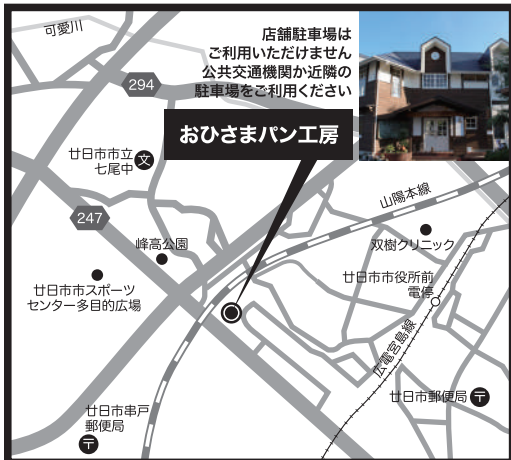 可愛川
店舗駐車場は
ご利用いただけません
公共交通機関か近隣の
駐車場をご利用ください
294
おひさまパン工房
廿日市市立
七尾中
文
247
山陽本線
峰高公園
双樹クリニック
廿日市市スポーツ
センター多目的広場
廿日市市役所前
電停
広電宮島線
廿日市郵便局
〒
廿日市串戸
郵便局
〒